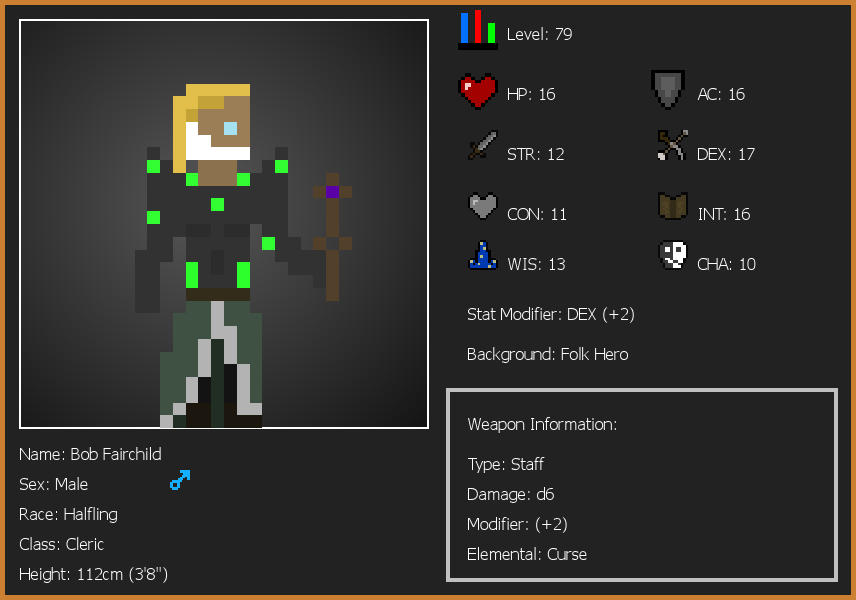 Level: 79
HP: 16
AC: 16
STR: 12
DEX: 17
CON: 11
INT: 16
WIS: 13
CHA: 10
Stat Modifier: DEX (+2)
Background: Folk Hero
Weapon Information:
Type: Staff
Damage: d6
Modifier: (+2)
Elemental: Curse
Name: Bob Fairchild
Sex: Male
Race: Halfling
Class: Cleric
Height: 112cm (3'8")